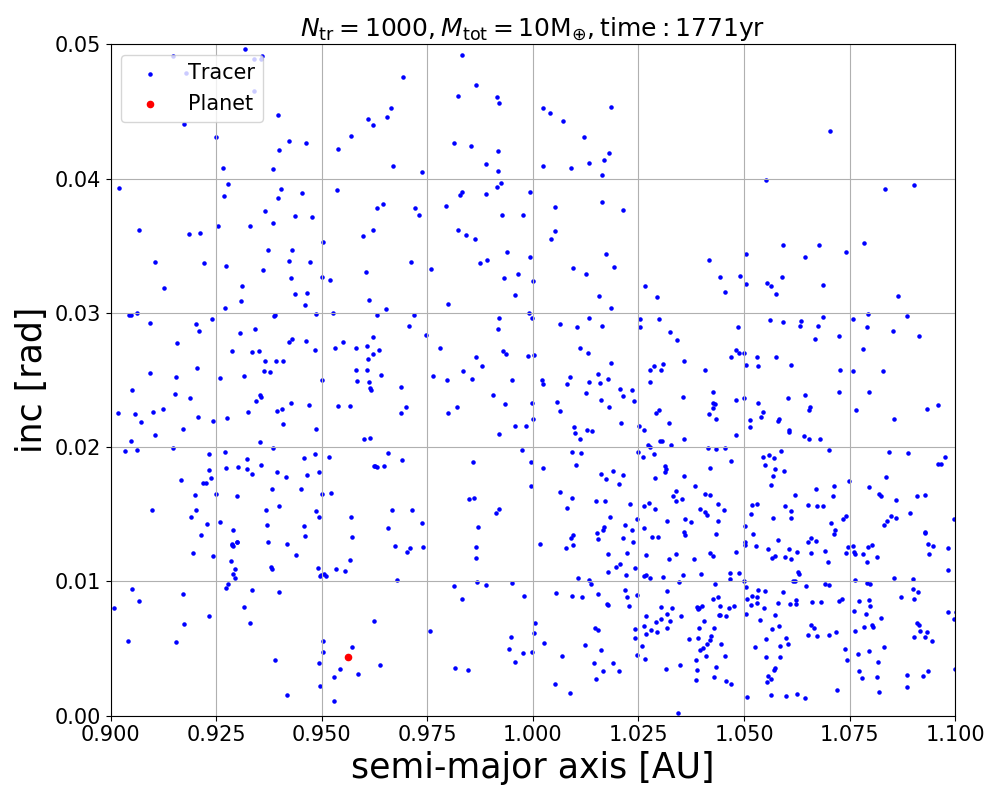 N_tr = 1000, M_tot = 10M_⊕, time : 1771yr
0.05
Tracer
Planet
0.04
0.03
inc [rad]
0.02
0.01
0.00
0.900 0.925 0.950 0.975 1.000 1.025 1.050 1.075 1.100
semi-major axis [AU]